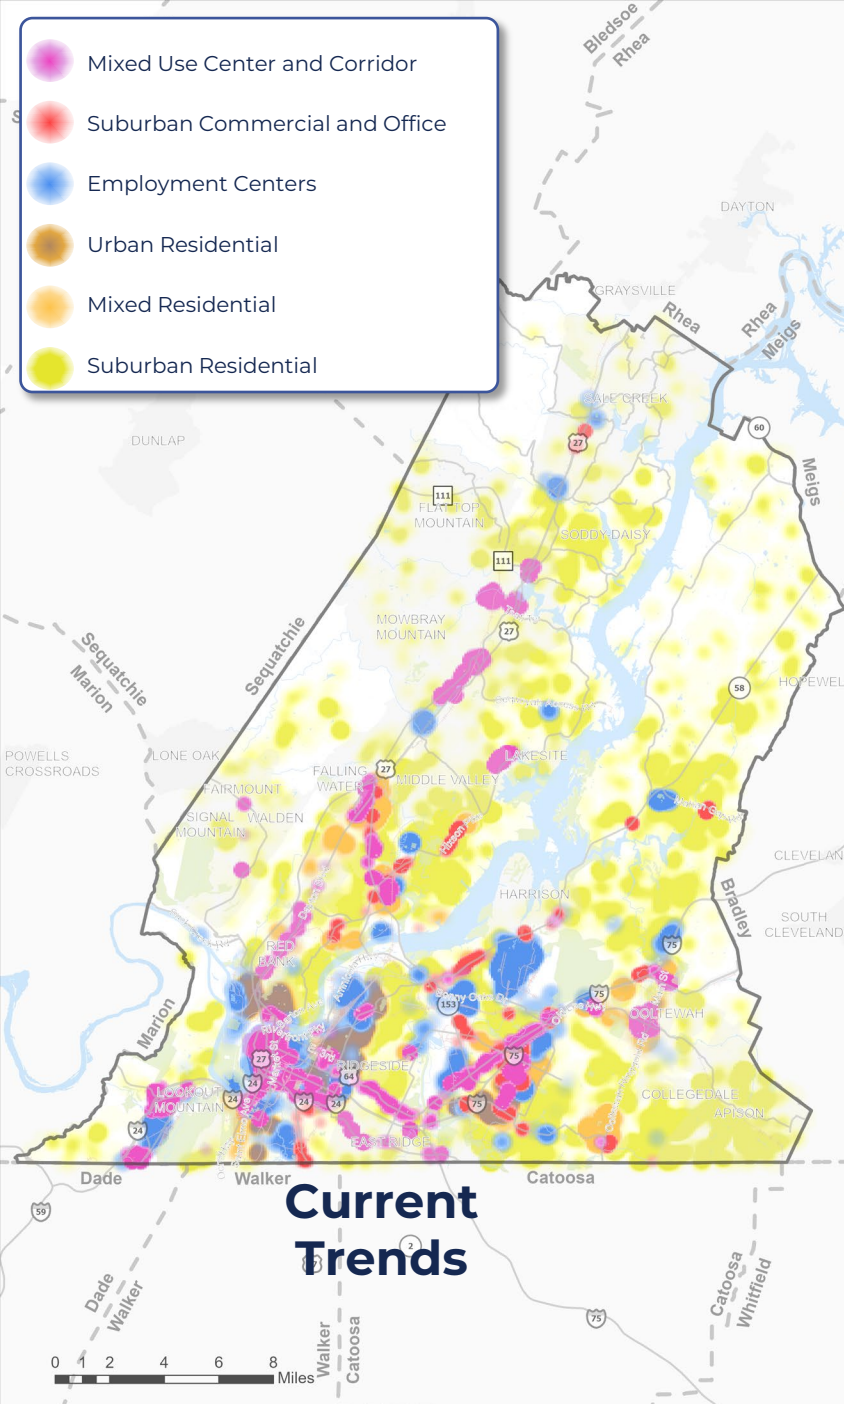 Mixed Use Center and Corridor
Suburban Commercial and Office
Employment Centers
Urban Residential
Mixed Residential
Suburban Residential
Bledsoe
Rhea
DAYTON
GRAYSVILLE
Rhea
Rhea
Meigs
60
27
DUNLAP
Meigs
111
FLAT TOP
MOUNTAIN
SODDY-DAISY
111
MOWBRAY
MOUNTAIN
27
Sequatchie
Sequatchie
Marion
58
POWELLS
CROSSROADS
LONE OAK
27
LAKESITE
FALLING
WATER
MIDDLE VALLEY
FAIRMOUNT
SIGNAL
MOUNTAIN
WALDEN
CLEVELAN
HARRISON
Bradley
SOUTH
CLEVELAND
75
RED
BANK
75
153
OOLTEWAH
Marion
27
75
RIDGESIDE
64
24
24
24
24
75
LOOKOUT
MOUNTAIN
COLLEGEDALE
APISON
24
EAST RIDGE
Dade
Walker
Catoosa
Current
Trends
59
2
75
Dade
Walker
Walker
Catoosa
Catoosa
Whitfield
0 1 2 4 6 8
Miles